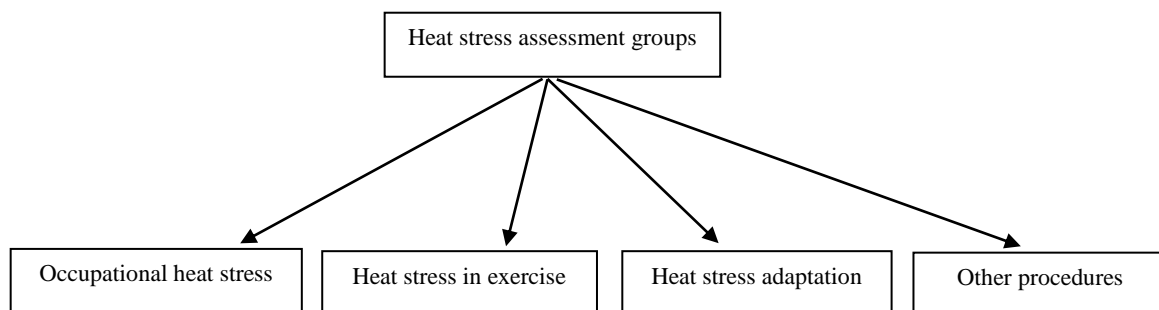 Heat stress assessment groups
Occupational heat stress
Heat stress in exercise
Heat stress adaptation
Other procedures